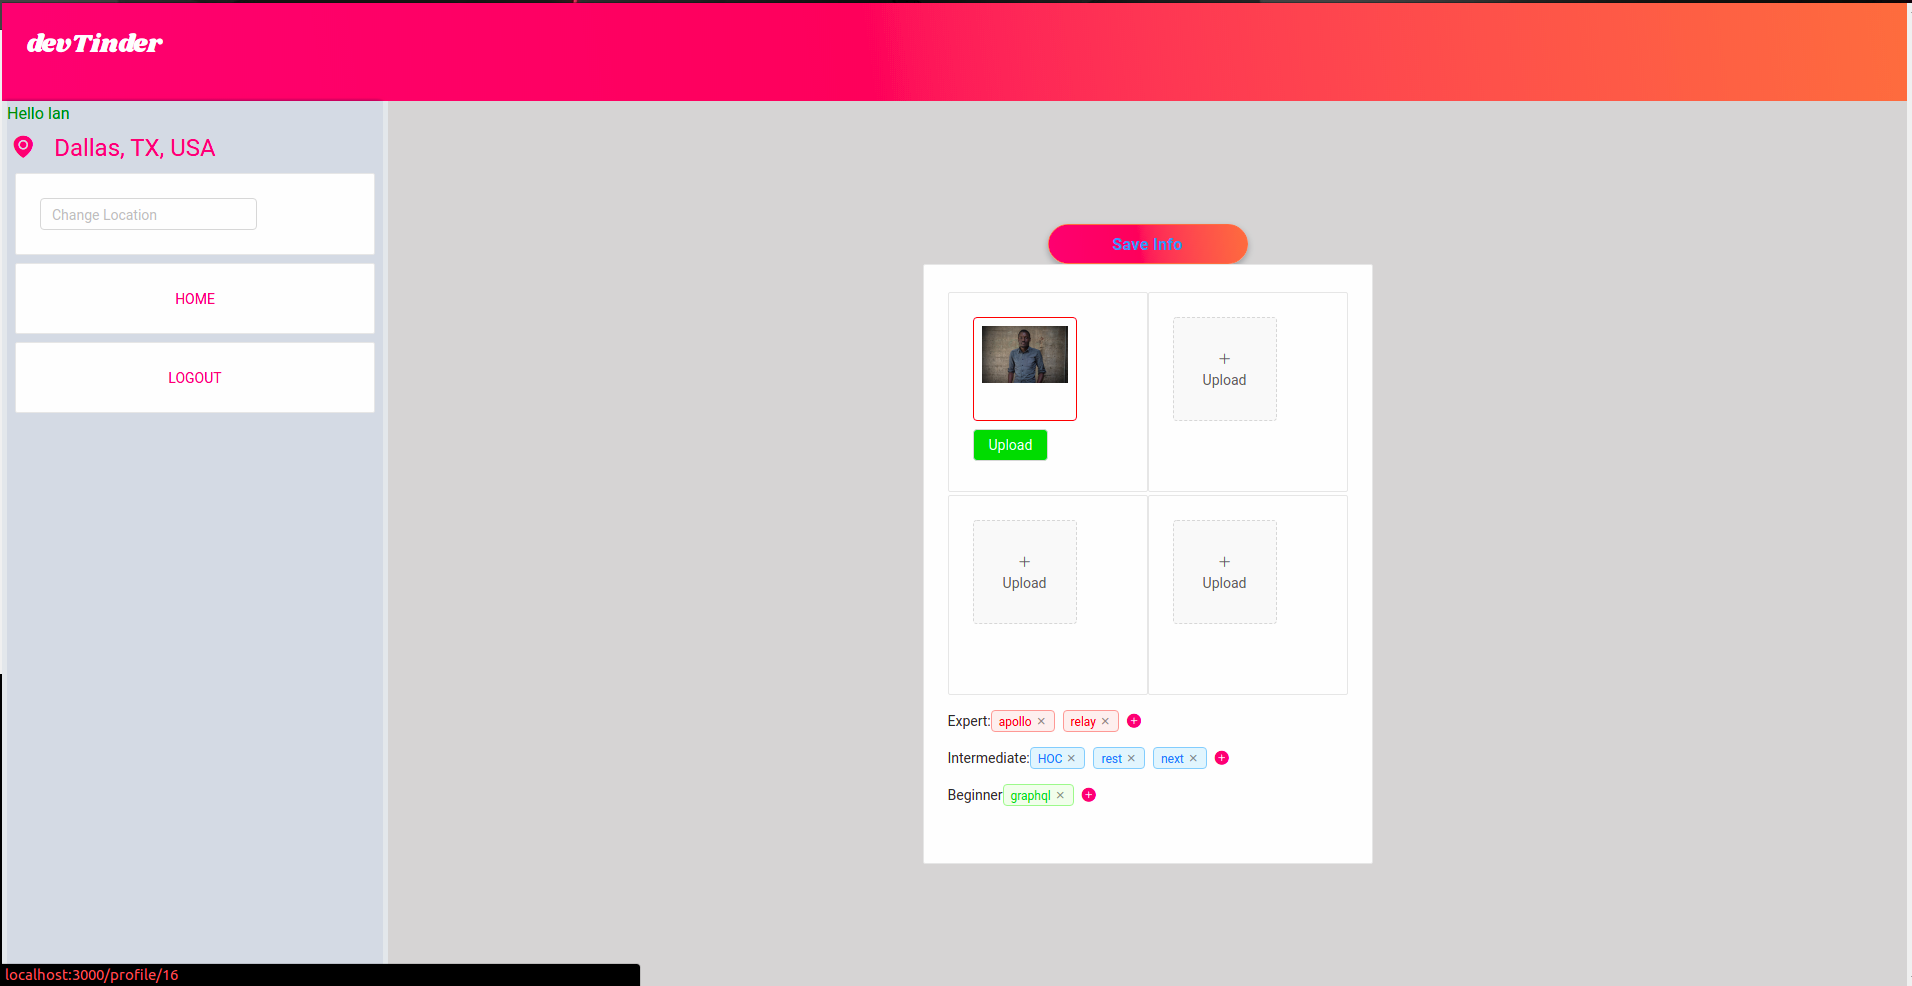 devTinder
Hello Ian
Dallas, TX, USA
Change Location
HOME
LOGOUT
Save Info
Upload
Upload
Upload
Upload
Expert: apollo × relay ×
Intermediate: HOC × rest × next ×
Beginner graphql ×
localhost:3000/profile/16